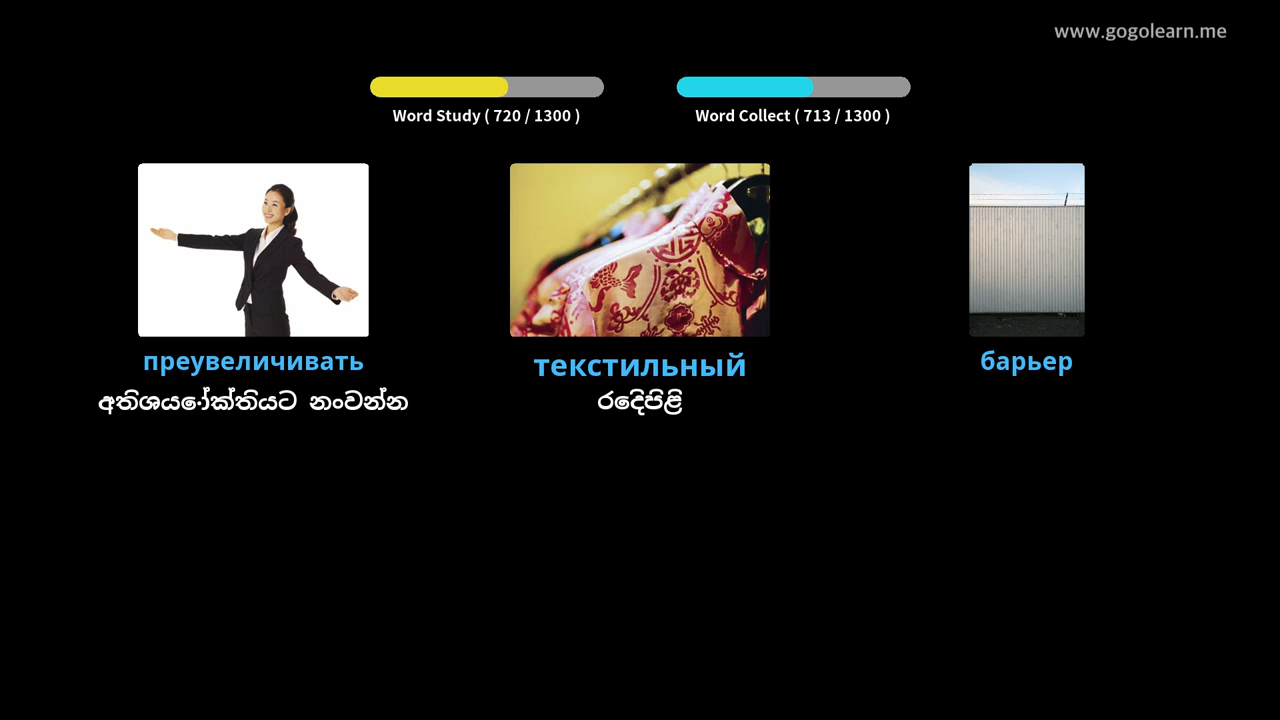 www.gogolearn.me
Word Study ( 720 / 1300 )
Word Collect ( 713 / 1300 )
преувеличивать
текстильный
барьер
අතිශයෝක්තියට නංවන්න
රෙදිපිළි